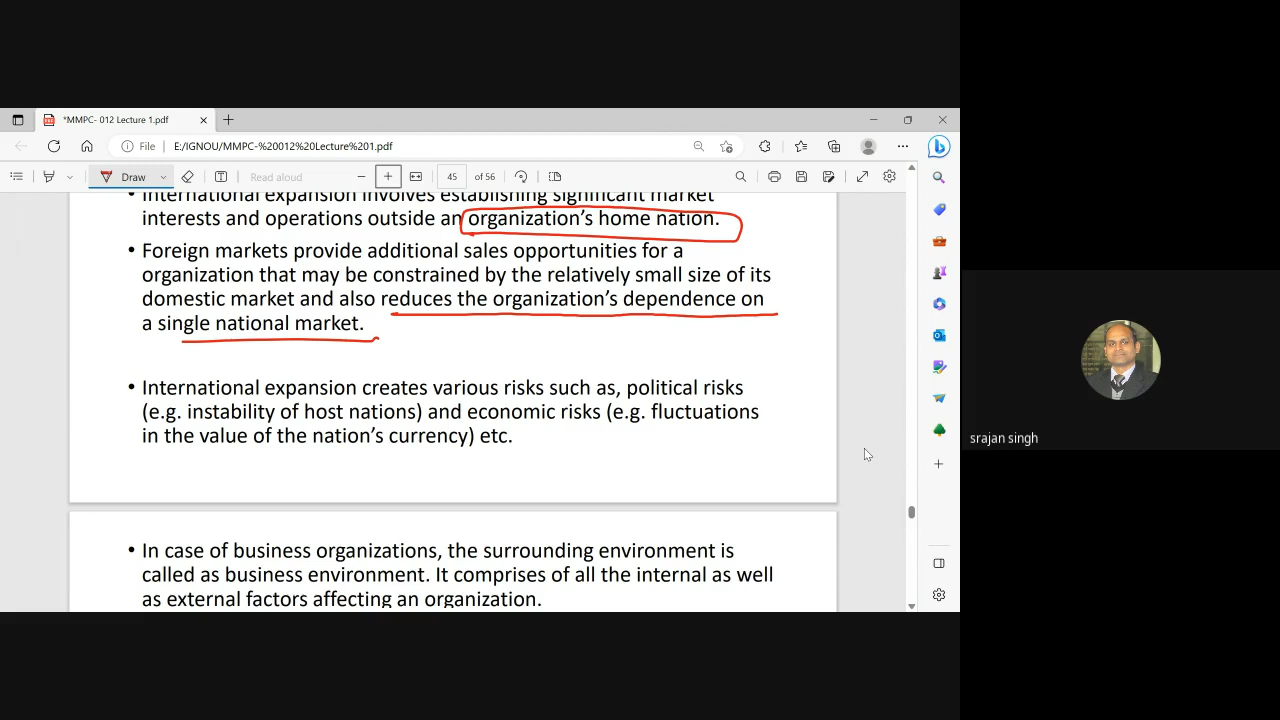 *MMPC- 012 Lecture 1.pdf
File E:/IGNOU/MMPC-%20012%20Lecture%201.pdf
Draw Read aloud 45 of 56
• International expansion involves establishing significant market
interests and operations outside an organization's home nation.
• Foreign markets provide additional sales opportunities for a
organization that may be constrained by the relatively small size of its
domestic market and also reduces the organization's dependence on
a single national market.
• International expansion creates various risks such as, political risks
(e.g. instability of host nations) and economic risks (e.g. fluctuations
in the value of the nation's currency) etc.
• In case of business organizations, the surrounding environment is
called as business environment. It comprises of all the internal as well
as external factors affecting an organization.
srajan singh